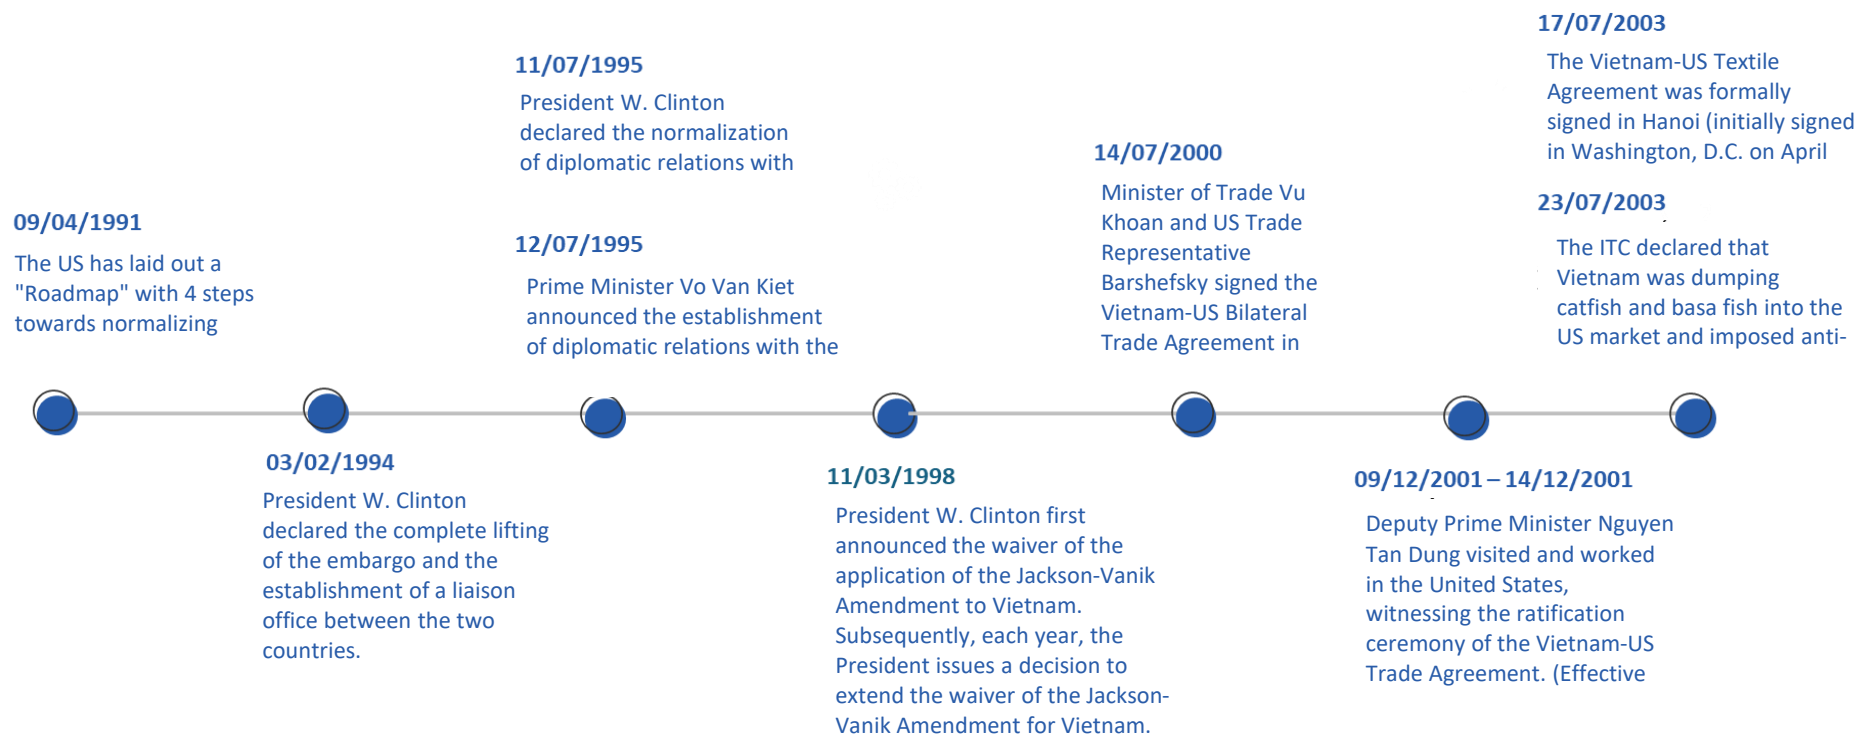 09/04/1991
The US has laid out a
"Roadmap" with 4 steps
towards normalizing
03/02/1994
President W. Clinton
declared the complete lifting
of the embargo and the
establishment of a liaison
office between the two
countries.
11/07/1995
President W. Clinton
declared the normalization
of diplomatic relations with
12/07/1995
Prime Minister Vo Van Kiet
announced the establishment
of diplomatic relations with the
11/03/1998
President W. Clinton first
announced the waiver of the
application of the Jackson-Vanik
Amendment to Vietnam.
Subsequently, each year, the
President issues a decision to
extend the waiver of the Jackson-
Vanik Amendment for Vietnam.
14/07/2000
Minister of Trade Vu
Khoan and US Trade
Representative
Barshefsky signed the
Vietnam-US Bilateral
Trade Agreement in
09/12/2001 – 14/12/2001
Deputy Prime Minister Nguyen
Tan Dung visited and worked
in the United States,
witnessing the ratification
ceremony of the Vietnam-US
Trade Agreement. (Effective
17/07/2003
The Vietnam-US Textile
Agreement was formally
signed in Hanoi (initially signed
in Washington, D.C. on April
23/07/2003
The ITC declared that
Vietnam was dumping
catfish and basa fish into the
US market and imposed anti-